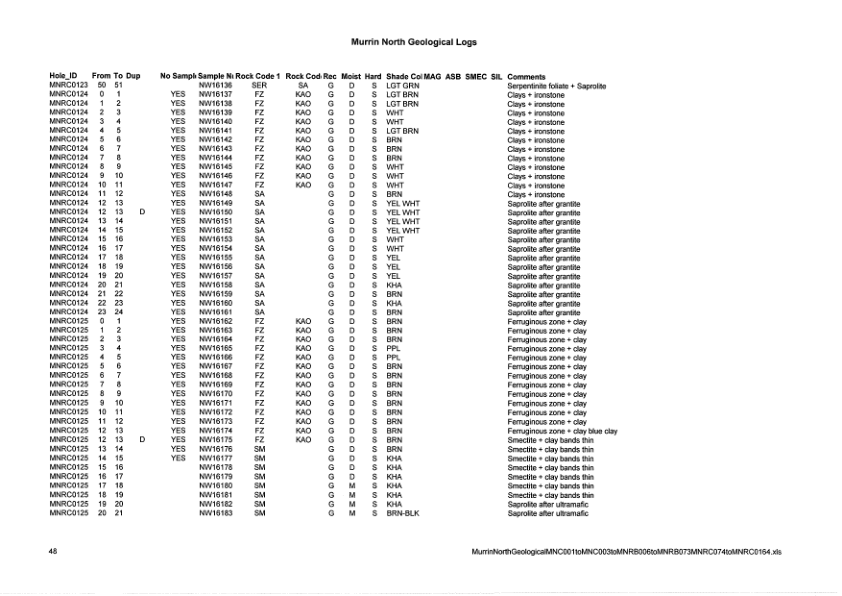 Murrin North Geological Logs
Hole_ID From To Dup No Sampl Sample N Rock Code 1 Rock Cod Rec Moist Hard Shade Col MAG ASB SMEC SIL Comments
MNRC0123 50 51 NW16136 SER SA G D S LGT GRN Serpentinite foliate + Saprolite
MNRC0124 0 1 YES NW16137 FZ KAO G D S LGT BRN Clays + ironstone
MNRC0124 1 2 YES NW16138 FZ KAO G D S LGT BRN Clays + ironstone
MNRC0124 2 3 YES NW16139 FZ KAO G D S WHT Clays + ironstone
MNRC0124 3 4 YES NW16140 FZ KAO G D S WHT Clays + ironstone
MNRC0124 4 5 YES NW16141 FZ KAO G D S LGT BRN Clays + ironstone
MNRC0124 5 6 YES NW16142 FZ KAO G D S BRN Clays + ironstone
MNRC0124 6 7 YES NW16143 FZ KAO G D S BRN Clays + ironstone
MNRC0124 7 8 YES NW16144 FZ KAO G D S BRN Clays + ironstone
MNRC0124 8 9 YES NW16145 FZ KAO G D S WHT Clays + ironstone
MNRC0124 9 10 YES NW16146 FZ KAO G D S WHT Clays + ironstone
MNRC0124 10 11 YES NW16147 FZ KAO G D S WHT Clays + ironstone
MNRC0124 11 12 YES NW16148 SA G D S BRN Clays + ironstone
MNRC0124 12 13 YES NW16149 SA G D S YEL WHT Saprolite after grantite
MNRC0124 12 13 D YES NW16150 SA G D S YEL WHT Saprolite after grantite
MNRC0124 13 14 YES NW16151 SA G D S YEL WHT Saprolite after grantite
MNRC0124 14 15 YES NW16152 SA G D S YEL WHT Saprolite after grantite
MNRC0124 15 16 YES NW16153 SA G D S WHT Saprolite after grantite
MNRC0124 16 17 YES NW16154 SA G D S WHT Saprolite after grantite
MNRC0124 17 18 YES NW16155 SA G D S YEL Saprolite after grantite
MNRC0124 18 19 YES NW16156 SA G D S YEL Saprolite after grantite
MNRC0124 19 20 YES NW16157 SA G D S YEL Saprolite after grantite
MNRC0124 20 21 YES NW16158 SA G D S KHA Saprolite after grantite
MNRC0124 21 22 YES NW16159 SA G D S BRN Saprolite after grantite
MNRC0124 22 23 YES NW16160 SA G D S KHA Saprolite after grantite
MNRC0124 23 24 YES NW16161 SA G D S BRN Saprolite after grantite
MNRC0125 0 1 YES NW16162 FZ KAO G D S BRN Ferruginous zone + clay
MNRC0125 1 2 YES NW16163 FZ KAO G D S BRN Ferruginous zone + clay
MNRC0125 2 3 YES NW16164 FZ KAO G D S BRN Ferruginous zone + clay
MNRC0125 3 4 YES NW16165 FZ KAO G D S PPL Ferruginous zone + clay
MNRC0125 4 5 YES NW16166 FZ KAO G D S PPL Ferruginous zone + clay
MNRC0125 5 6 YES NW16167 FZ KAO G D S BRN Ferruginous zone + clay
MNRC0125 6 7 YES NW16168 FZ KAO G D S BRN Ferruginous zone + clay
MNRC0125 7 8 YES NW16169 FZ KAO G D S BRN Ferruginous zone + clay
MNRC0125 8 9 YES NW16170 FZ KAO G D S BRN Ferruginous zone + clay
MNRC0125 9 10 YES NW16171 FZ KAO G D S BRN Ferruginous zone + clay
MNRC0125 10 11 YES NW16172 FZ KAO G D S BRN Ferruginous zone + clay
MNRC0125 11 12 YES NW16173 FZ KAO G D S BRN Ferruginous zone + clay
MNRC0125 12 13 YES NW16174 FZ KAO G D S BRN Ferruginous zone + clay blue clay
MNRC0125 12 13 D YES NW16175 FZ KAO G D S BRN Smectite + clay bands thin
MNRC0125 13 14 YES NW16176 SM G D S BRN Smectite + clay bands thin
MNRC0125 14 15 YES NW16177 SM G D S KHA Smectite + clay bands thin
MNRC0125 15 16 NW16178 SM G D S KHA Smectite + clay bands thin
MNRC0125 16 17 NW16179 SM G D S KHA Smectite + clay bands thin
MNRC0125 17 18 NW16180 SM G M S KHA Smectite + clay bands thin
MNRC0125 18 19 NW16181 SM G M S KHA Smectite + clay bands thin
MNRC0125 19 20 NW16182 SM G M S KHA Saprolite after ultramafic
MNRC0125 20 21 NW16183 SM G M S BRN-BLK Saprolite after ultramafic
48 MurrinNorthGeologicalMNC001toMNC003toMNRB006toMNRB073MNRC074toMNRC0164.xls